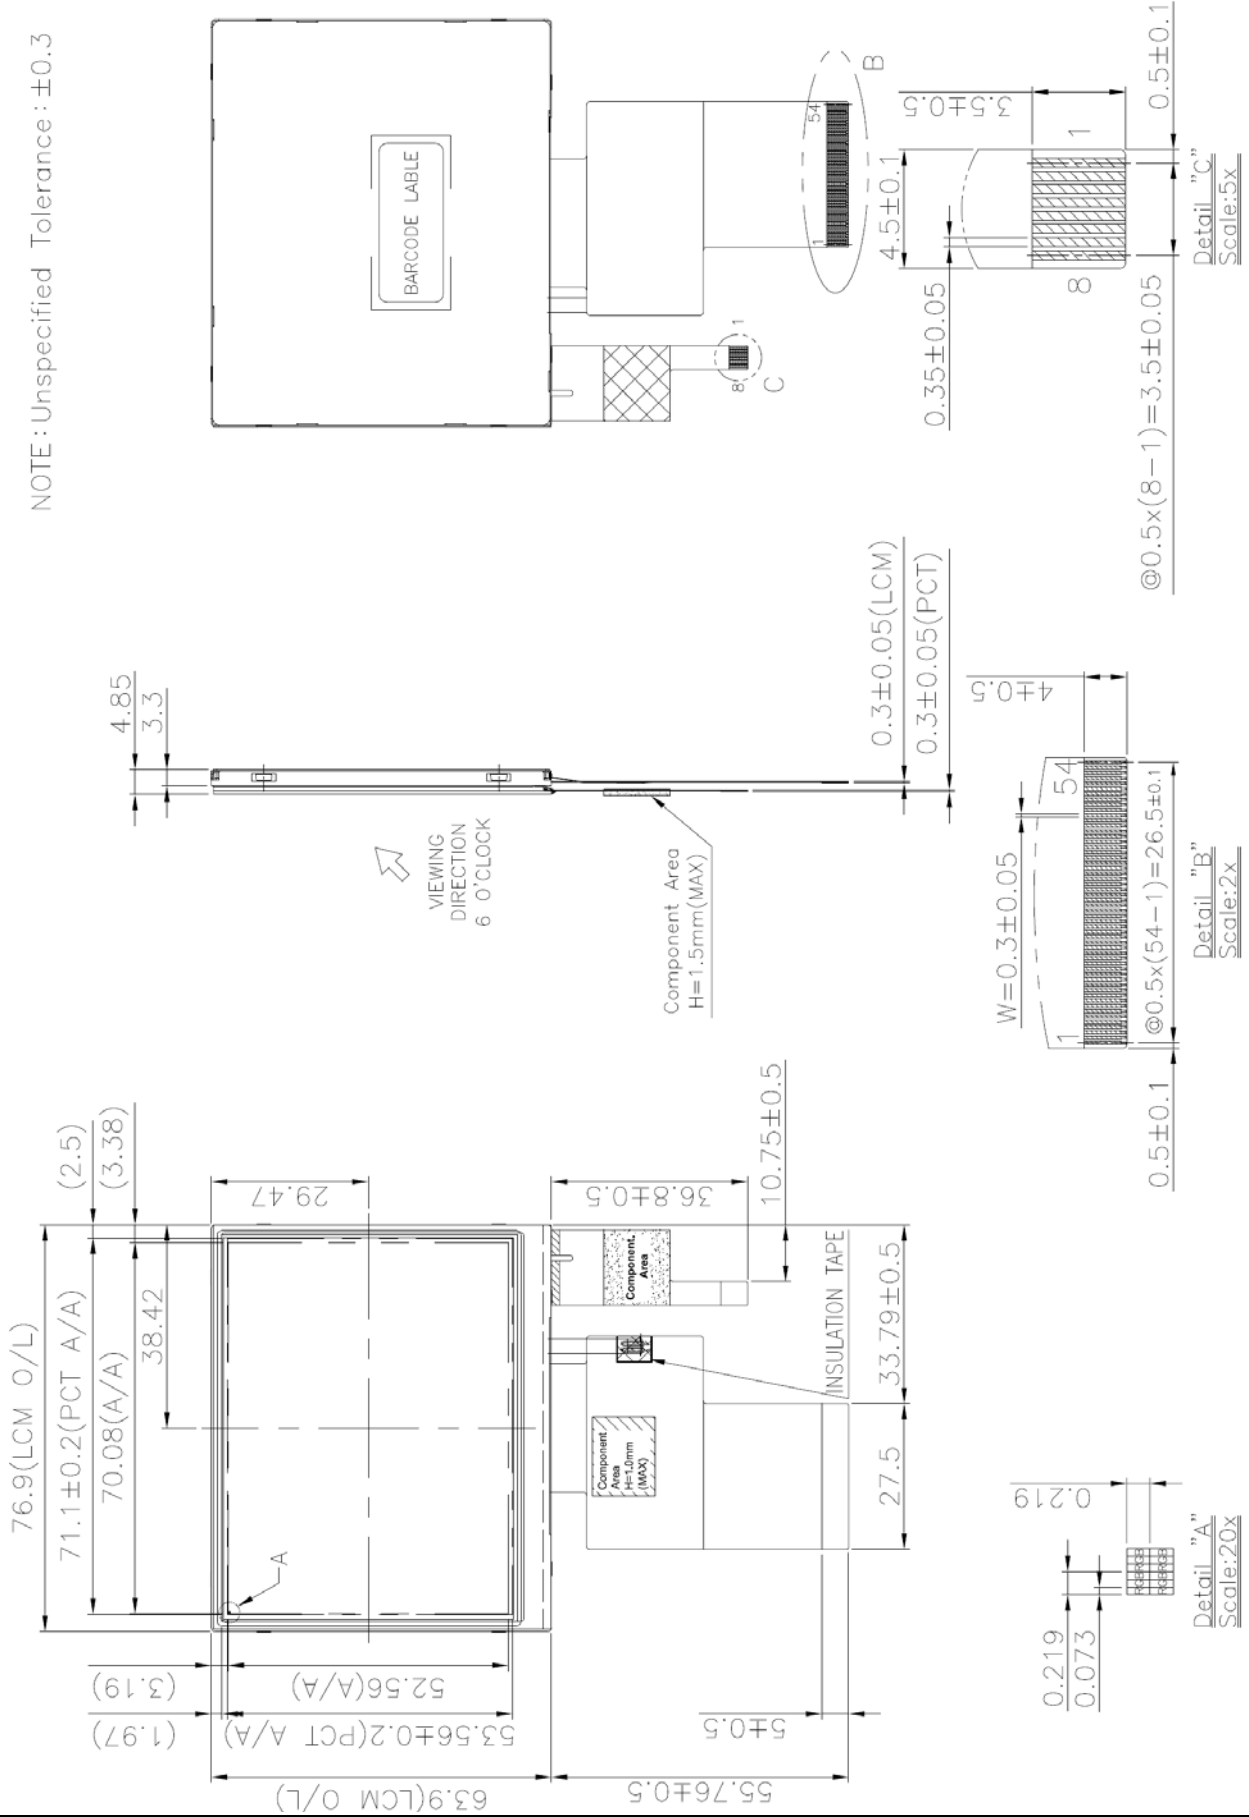 NOTE:Unspecified Tolerance:±0.3
76.9(LCM O/L)
71.1±0.2(PCT A/A)
(2.5)
70.08(A/A)
(3.38)
38.42
29.47
A
(3.19)
52.56(A/A)
(1.97)
53.56±0.2(PCT A/A)
63.9(LCM O/L)
55.76±0.5
5±0.5
36.8±0.5
10.75±0.5
Component
Area
Component
Area
H=1.0mm
(MAX)
INSULATION TAPE
33.79±0.5
27.5
4.85
3.3
VIEWING
DIRECTION
6 O'CLOCK
Component Area
H=1.5mm(MAX)
0.3±0.05(LCM)
0.3±0.05(PCT)
BARCODE LABLE
8
1
C
1
54
B
0.219
0.073
0.219
RGBRGB
RGBRGB
Detail "A"
Scale:20x
W=0.3±0.05
4±0.5
1
54
@0.5x(54-1)=26.5±0.1
0.5±0.1
Detail "B"
Scale:2x
0.35±0.05
4.5±0.1
3.5±0.5
8
1
@0.5x(8-1)=3.5±0.05
0.5±0.1
Detail "C"
Scale:5x